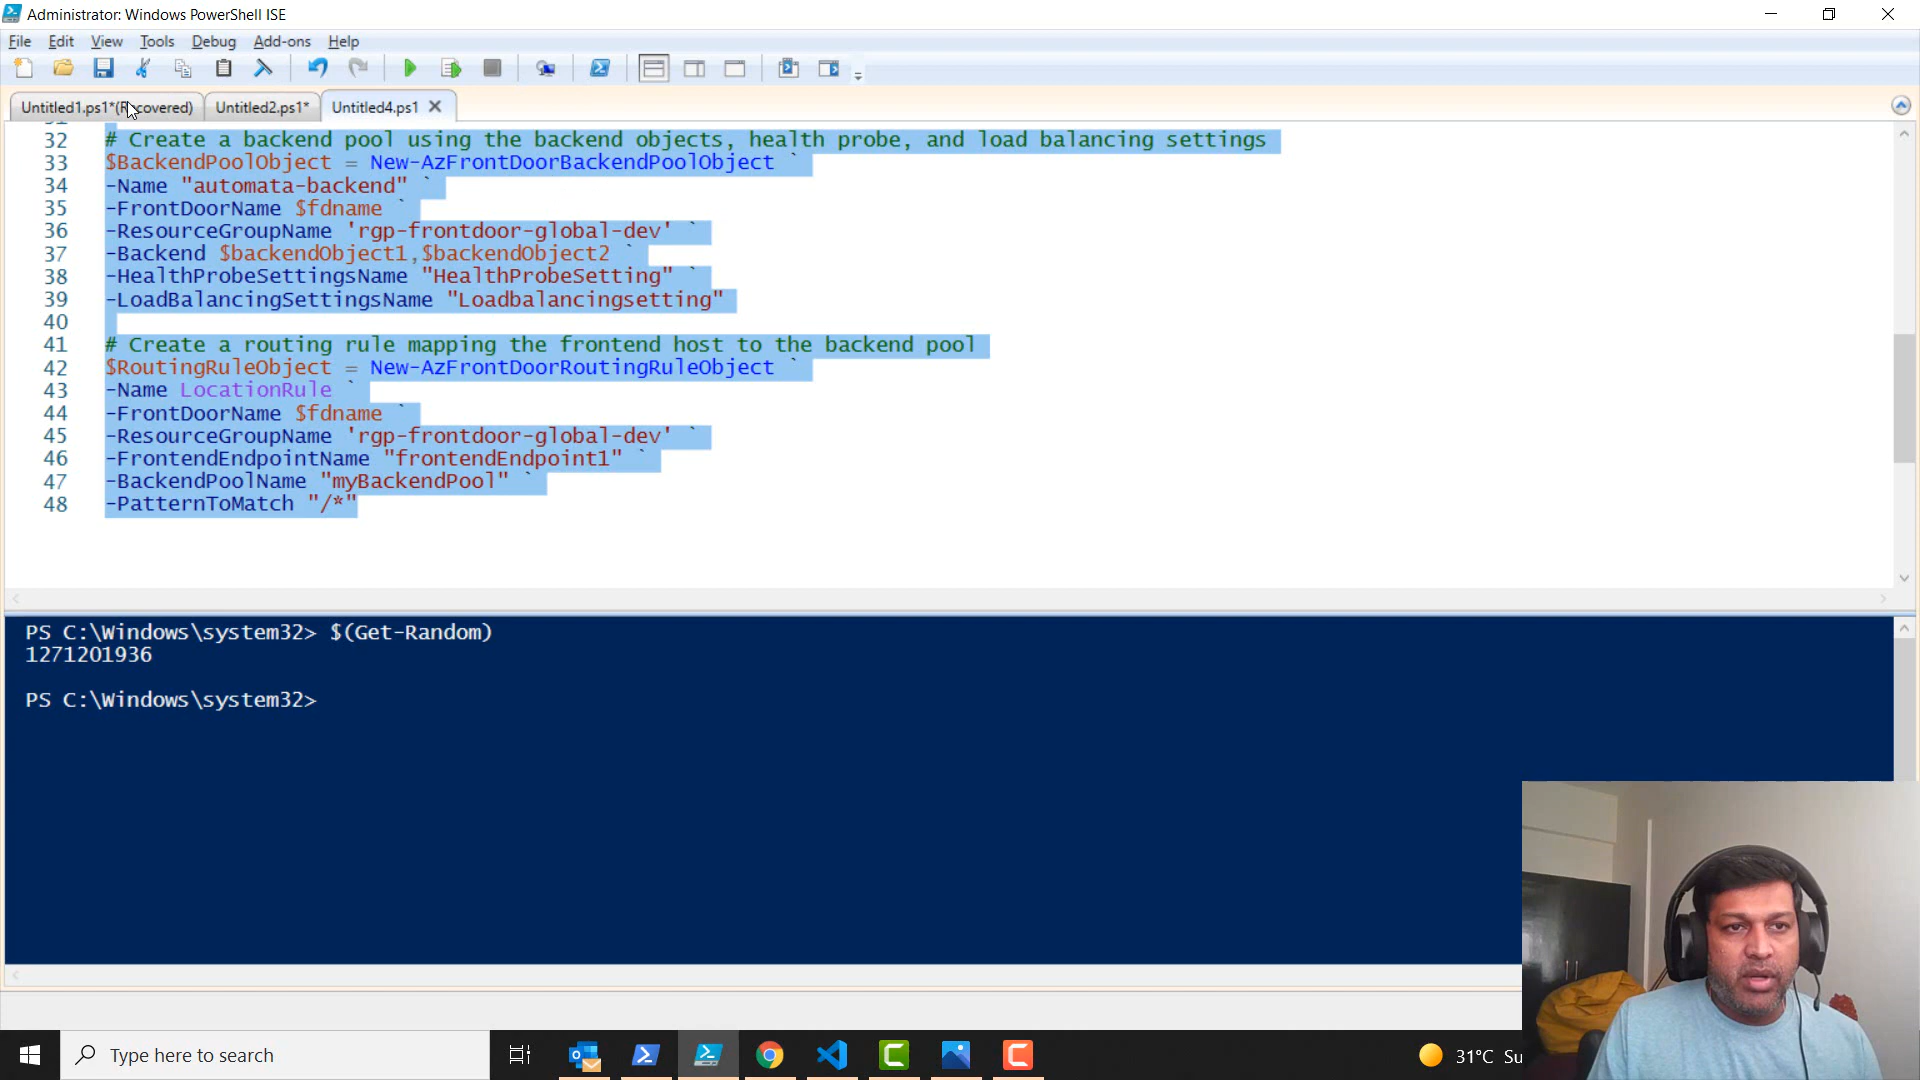 Administrator: Windows PowerShell ISE
File Edit View Tools Debug Add-ons Help
Untitled1.ps1*(Recovered) Untitled2.ps1* Untitled4.ps1
32 # Create a backend pool using the backend objects, health probe, and load balancing settings
33 $BackendPoolObject = New-AzFrontDoorBackendPoolObject `
34 -Name "automata-backend" `
35 -FrontDoorName $fdname `
36 -ResourceGroupName 'rgp-frontdoor-global-dev' `
37 -Backend $backendObject1,$backendObject2 `
38 -HealthProbeSettingsName "HealthProbeSetting" `
39 -LoadBalancingSettingsName "Loadbalancingsetting"
40
41 # Create a routing rule mapping the frontend host to the backend pool
42 $RoutingRuleObject = New-AzFrontDoorRoutingRuleObject `
43 -Name LocationRule `
44 -FrontDoorName $fdname `
45 -ResourceGroupName 'rgp-frontdoor-global-dev' `
46 -FrontendEndpointName "frontendEndpoint1" `
47 -BackendPoolName "myBackendPool" `
48 -PatternToMatch "/*"
PS C:\Windows\system32> $(Get-Random)
1271201936
PS C:\Windows\system32>
Type here to search
31°C Su